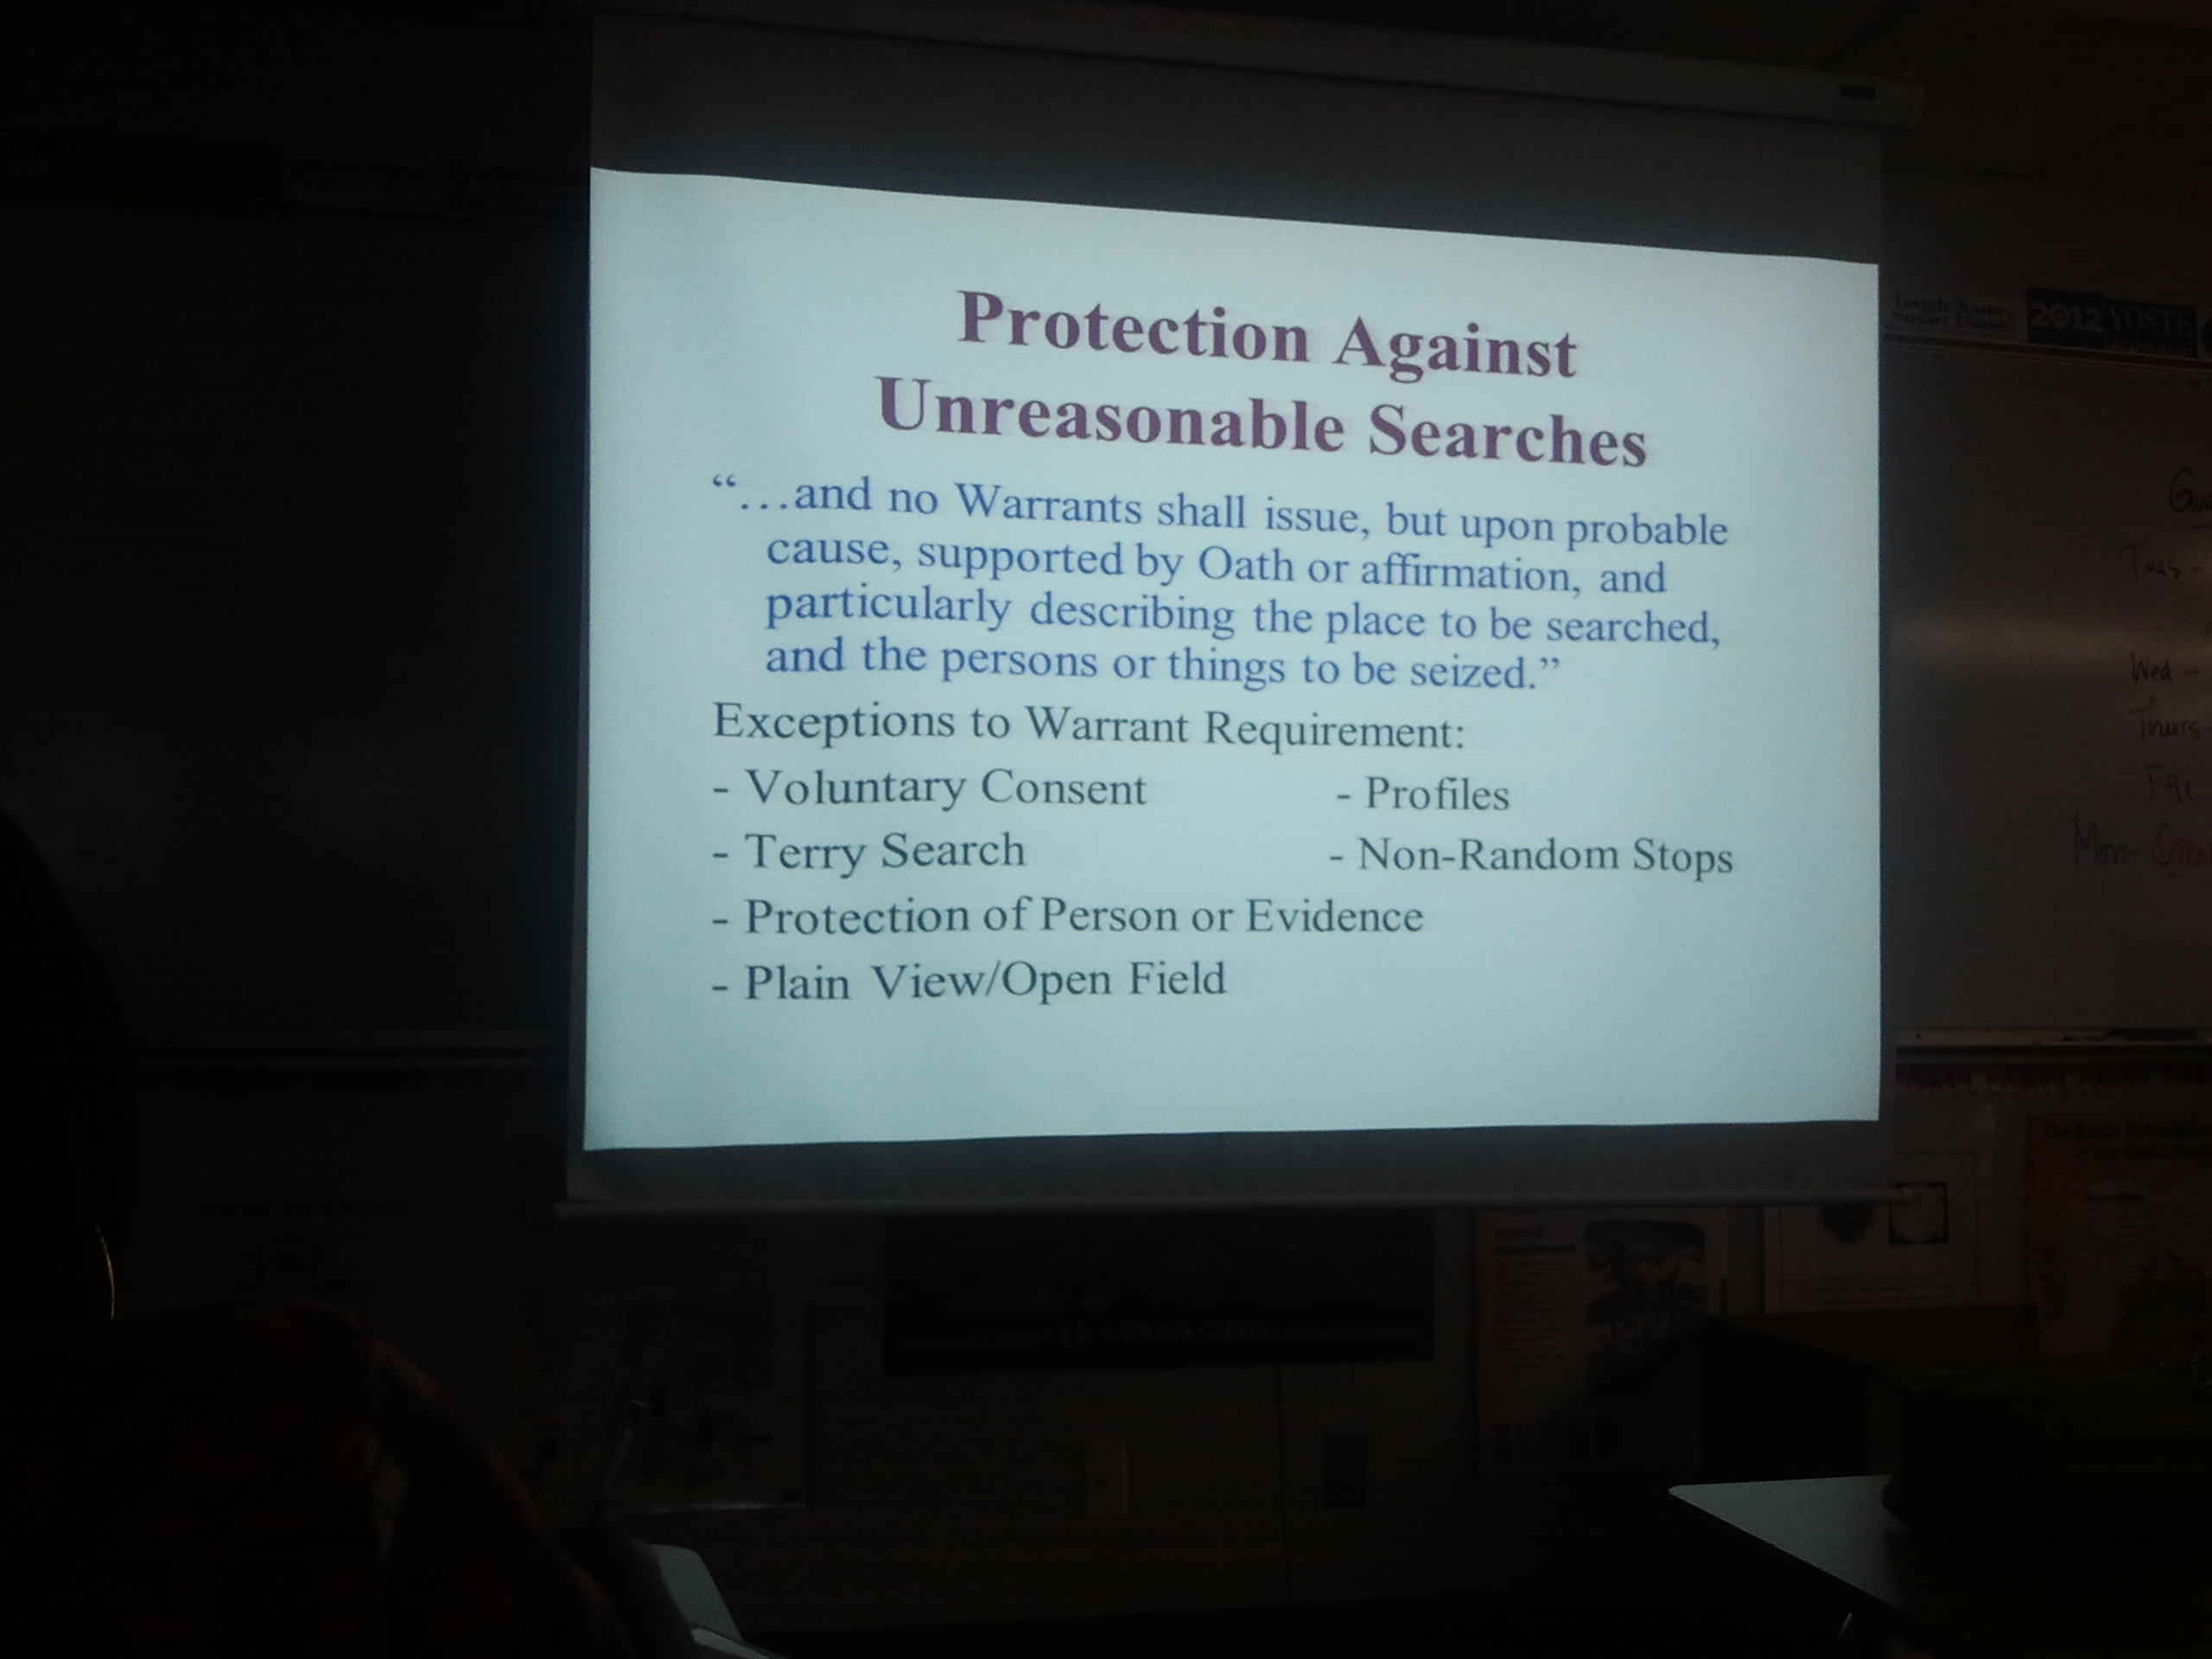 Protection Against
Unreasonable Searches
“…and no Warrants shall issue, but upon probable
cause, supported by Oath or affirmation, and
particularly describing the place to be searched,
and the persons or things to be seized.”
Exceptions to Warrant Requirement:
- Voluntary Consent - Profiles
- Terry Search - Non-Random Stops
- Protection of Person or Evidence
- Plain View/Open Field
2012 YOSTE
Tues -
Wed -
Thurs -
FRI
Mon -